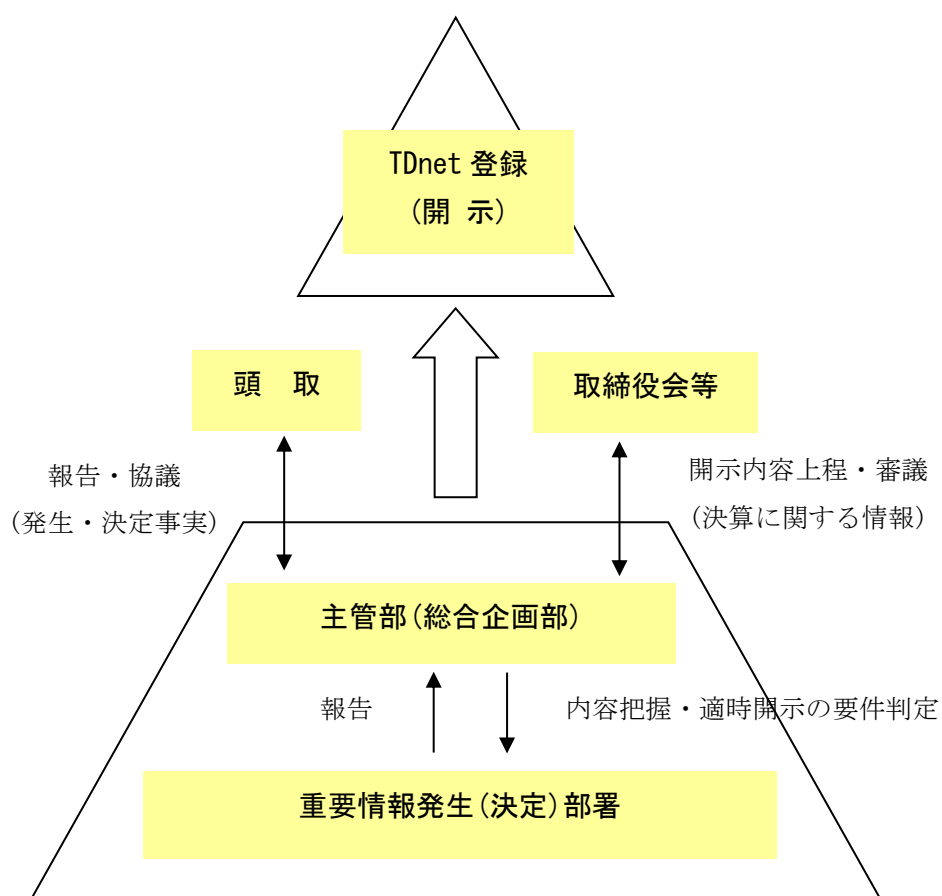 TDnet 登録
(開 示)
頭 取
取締役会等
報告・協議
(発生・決定事実)
開示内容上程・審議
(決算に関する情報)
主管部(総合企画部)
報告
内容把握・適時開示の要件判定
重要情報発生(決定)部署